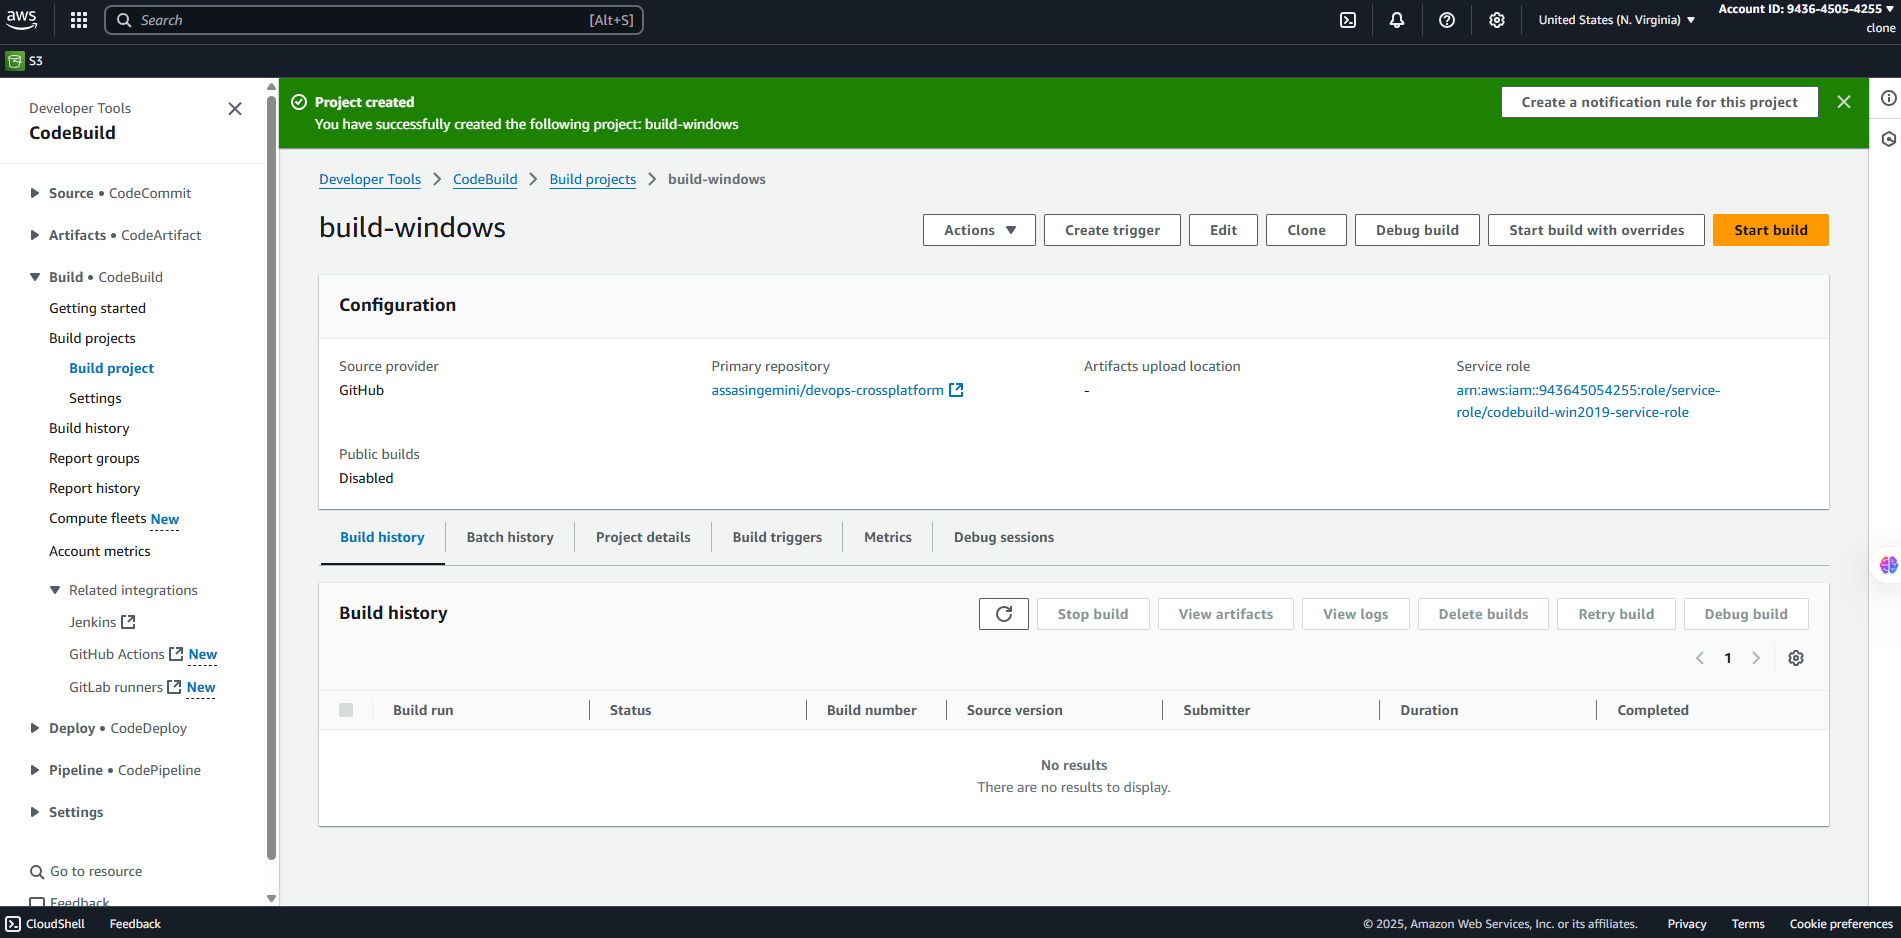 aws
Search
[Alt+S]
United States (N. Virginia)
Account ID: 9436-4505-4255
clone
S3
Developer Tools
CodeBuild
Source • CodeCommit
Artifacts • CodeArtifact
Build • CodeBuild
Getting started
Build projects
Build project
Settings
Build history
Report groups
Report history
Compute fleets New
Account metrics
Related integrations
Jenkins
GitHub Actions New
GitLab runners New
Deploy • CodeDeploy
Pipeline • CodePipeline
Settings
Go to resource
Feedback
Project created
You have successfully created the following project: build-windows
Create a notification rule for this project
Developer Tools
CodeBuild
Build projects
build-windows
build-windows
Actions
Create trigger
Edit
Clone
Debug build
Start build with overrides
Start build
Configuration
Source provider
GitHub
Primary repository
assasingemini/devops-crossplatform
Artifacts upload location
-
Service role
arn:aws:iam::943645054255:role/service-
role/codebuild-win2019-service-role
Public builds
Disabled
Build history
Batch history
Project details
Build triggers
Metrics
Debug sessions
Build history
Stop build
View artifacts
View logs
Delete builds
Retry build
Debug build
1
Build run
Status
Build number
Source version
Submitter
Duration
Completed
No results
There are no results to display.
CloudShell
Feedback
© 2025, Amazon Web Services, Inc. or its affiliates.
Privacy
Terms
Cookie preferences